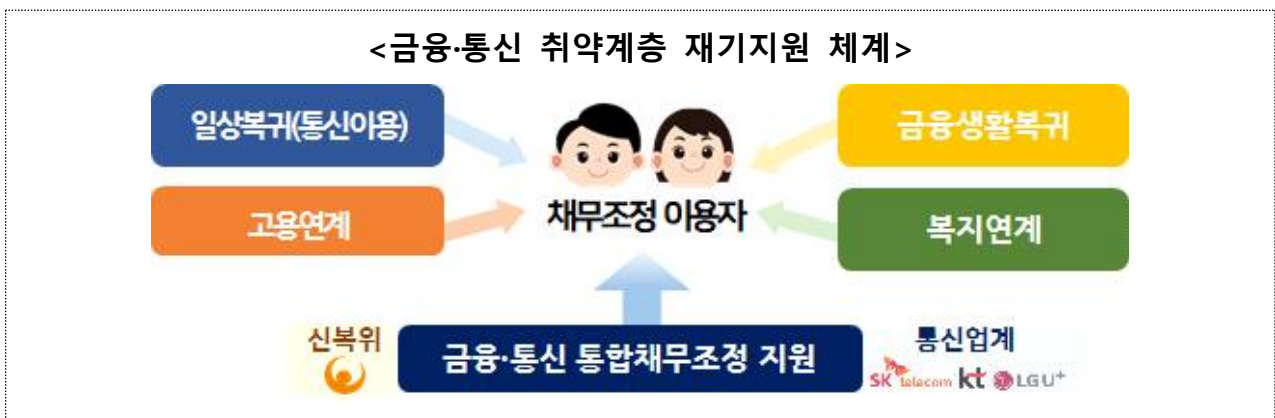 <금융·통신 취약계층 재기지원 체계>
일상복귀(통신이용)
금융생활복귀
고용연계
채무조정 이용자
복지연계
신복위
금융·통신 통합채무조정 지원
통신업계
SK telecom kt LG U+